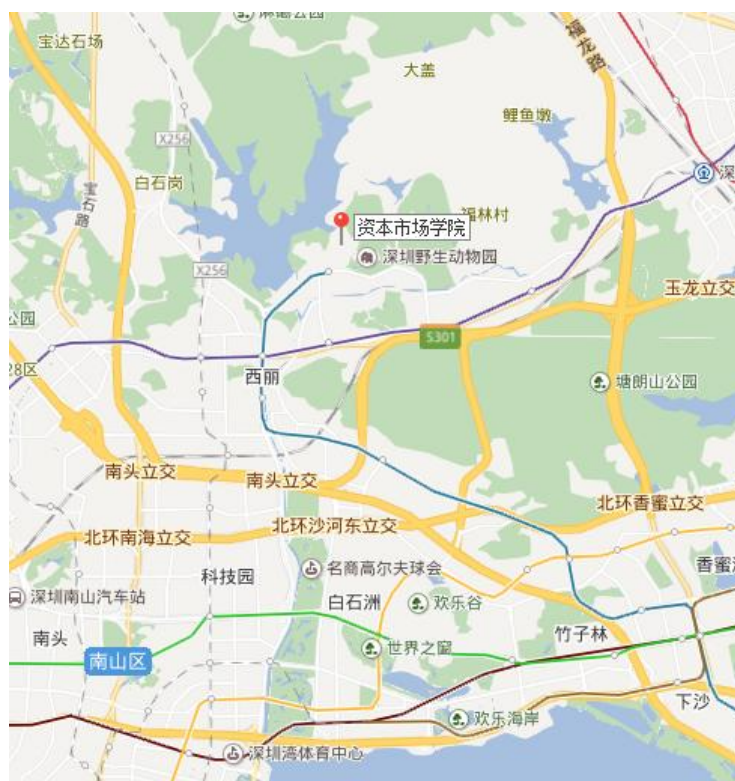 宝达石场
大盖
福龙路
鲤鱼墩
X256
白石岗
宝石路
深
福林村
资本市场学院
深圳野生动物园
X256
玉龙立交
公园
S301
28区
西丽
塘朗山公园
南头立交
南头立交
北环香蜜立交
北环沙河东立交
北环南海立交
名商高尔夫球会
科技园
香蜜
深圳南山汽车站
白石洲
欢乐谷
南头
竹子林
世界之窗
南山区
下沙
欢乐海岸
深圳湾体育中心